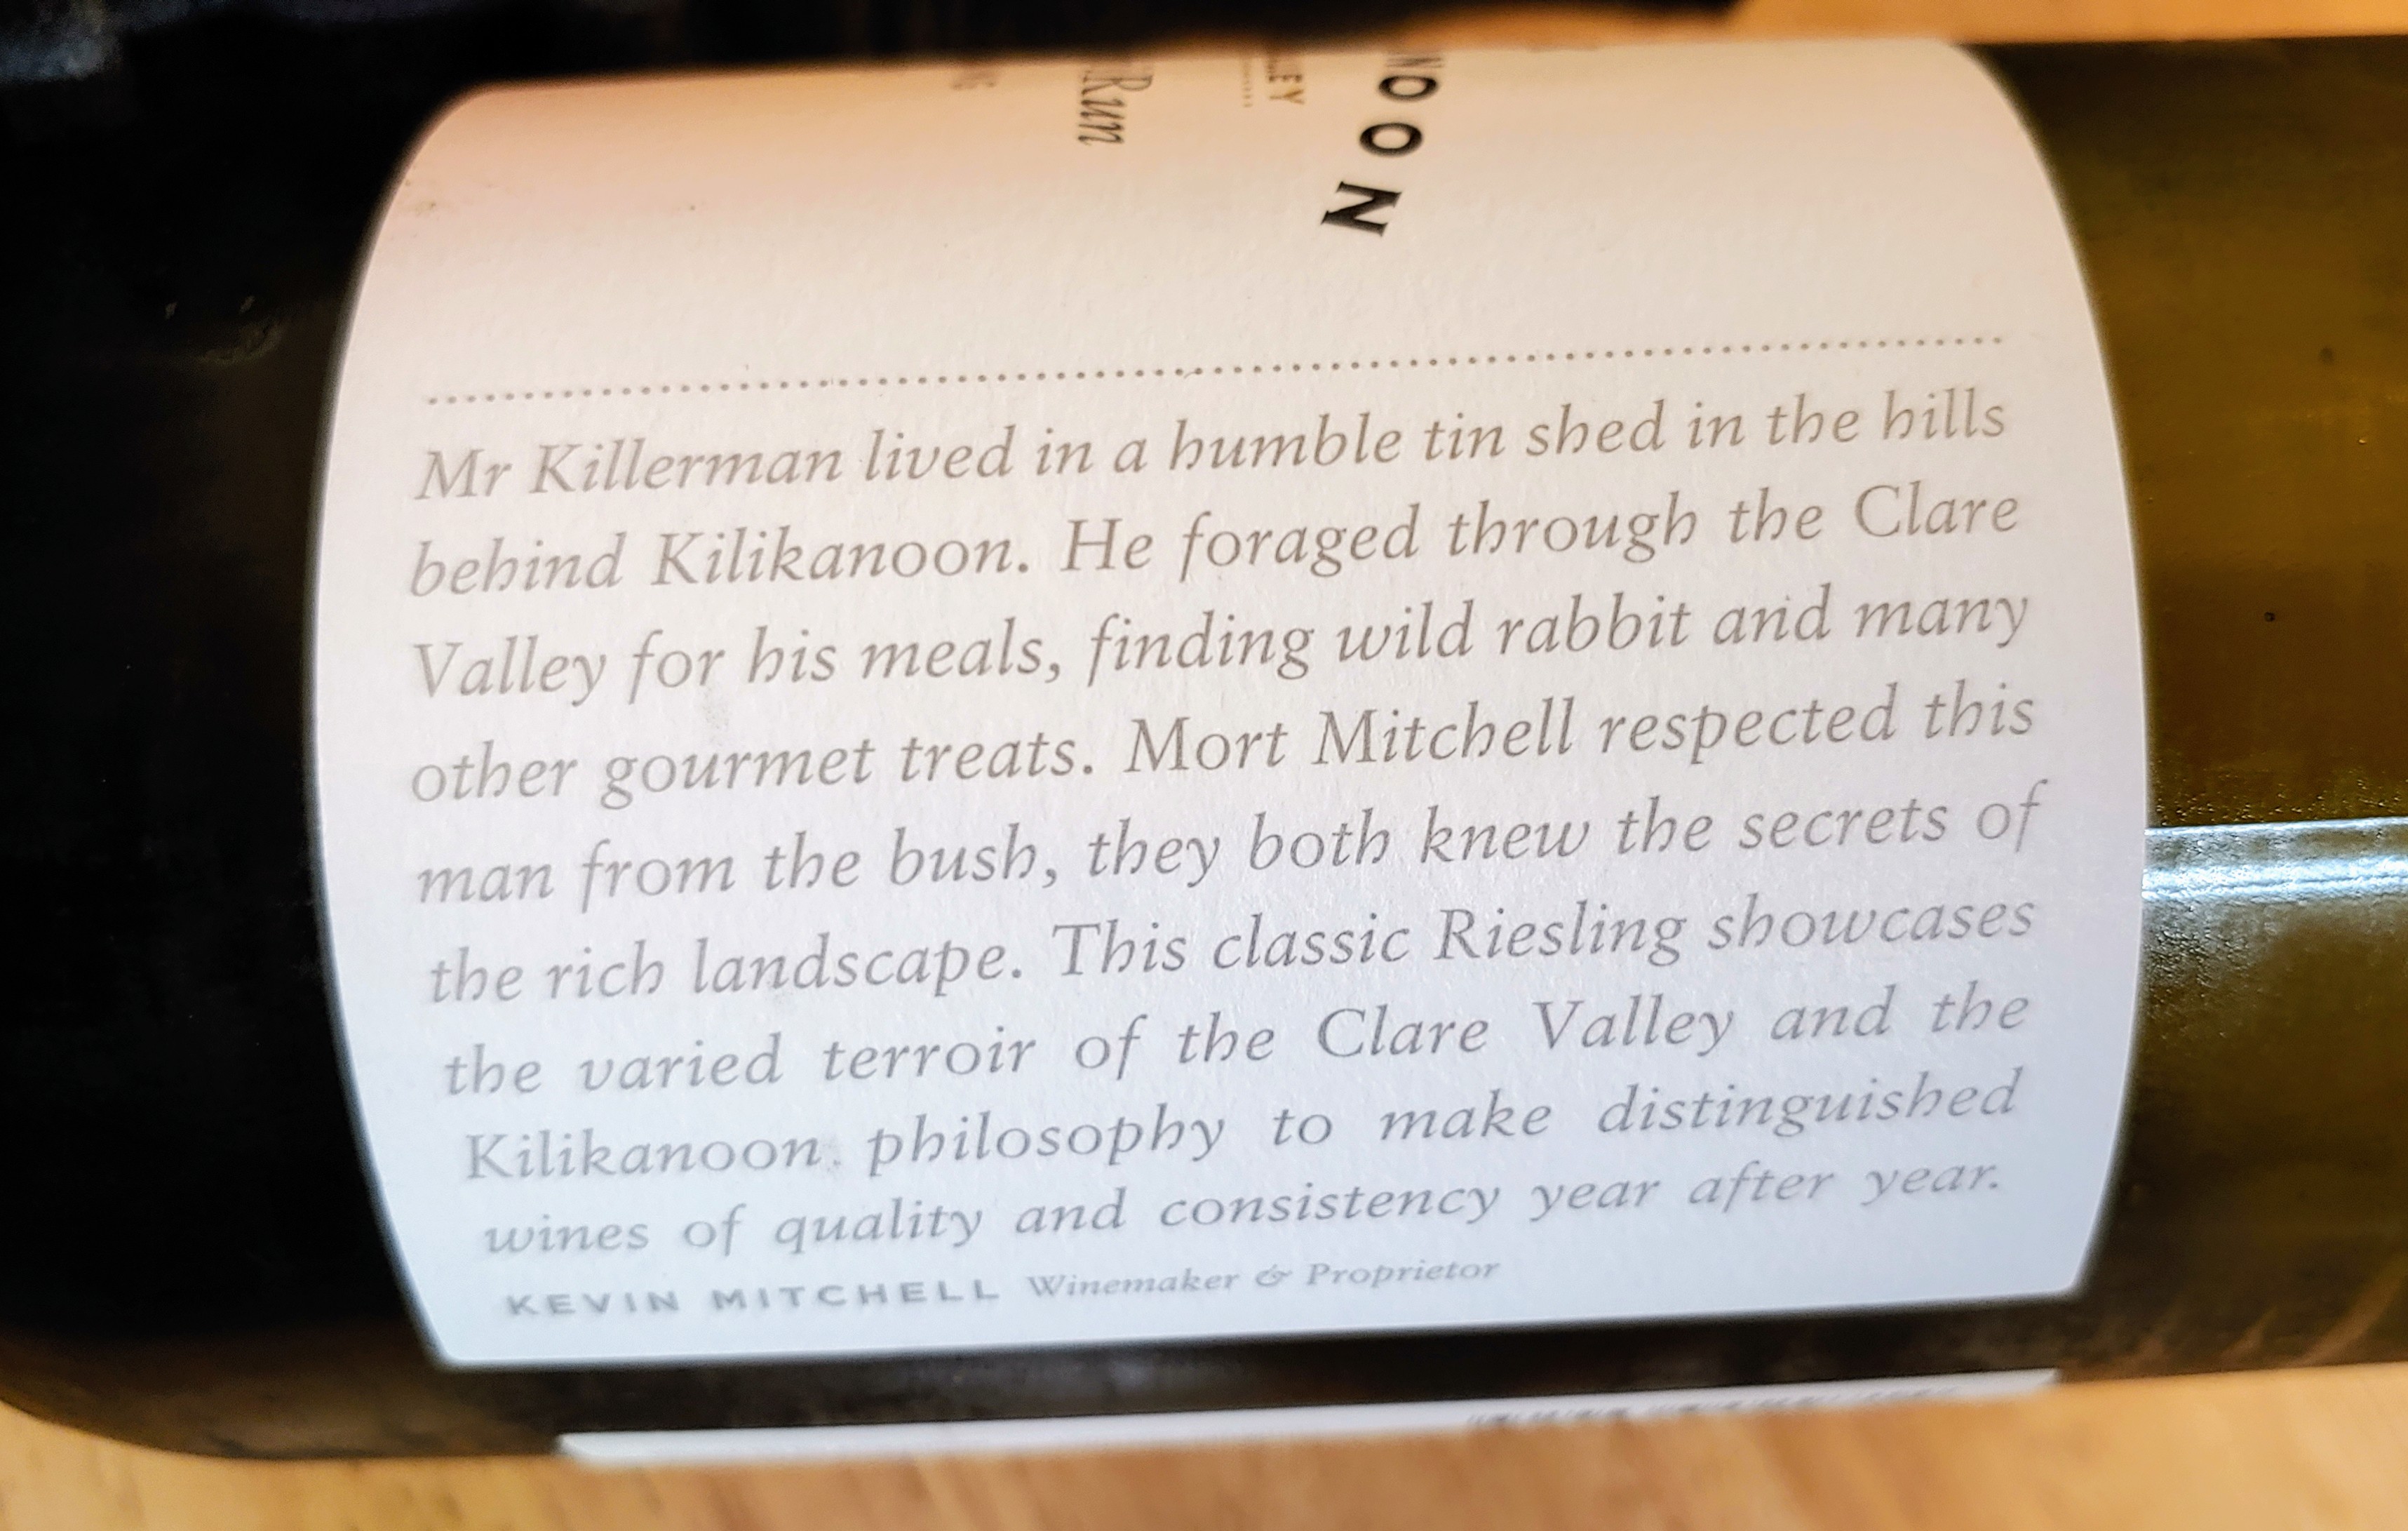 NOON
LEY
Run
Mr Killerman lived in a humble tin shed in the hills
behind Kilikanoon. He foraged through the Clare
Valley for his meals, finding wild rabbit and many
other gourmet treats. Mort Mitchell respected this
man from the bush, they both knew the secrets of
the rich landscape. This classic Riesling showcases
the varied terroir of the Clare Valley and the
Kilikanoon philosophy to make distinguished
wines of quality and consistency year after year.
KEVIN MITCHELL Winemaker & Proprietor